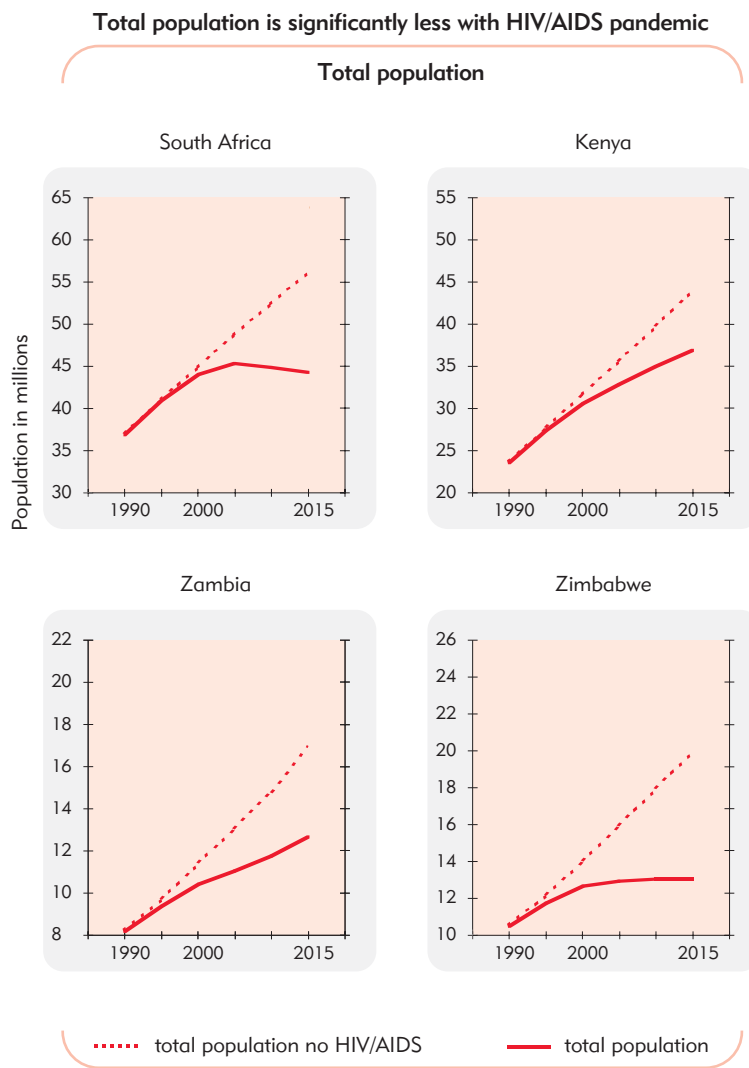 Total population is significantly less with HIV/AIDS pandemic
Total population
South Africa
65
60
55
50
45
40
35
30
1990 2000 2015
Population in millions
Kenya
55
50
45
40
35
30
25
20
1990 2000 2015
Zambia
22
20
18
16
14
12
10
8
1990 2000 2015
Zimbabwe
26
24
22
20
18
16
13
12
10
1990 2000 2015
total population no HIV/AIDS total population